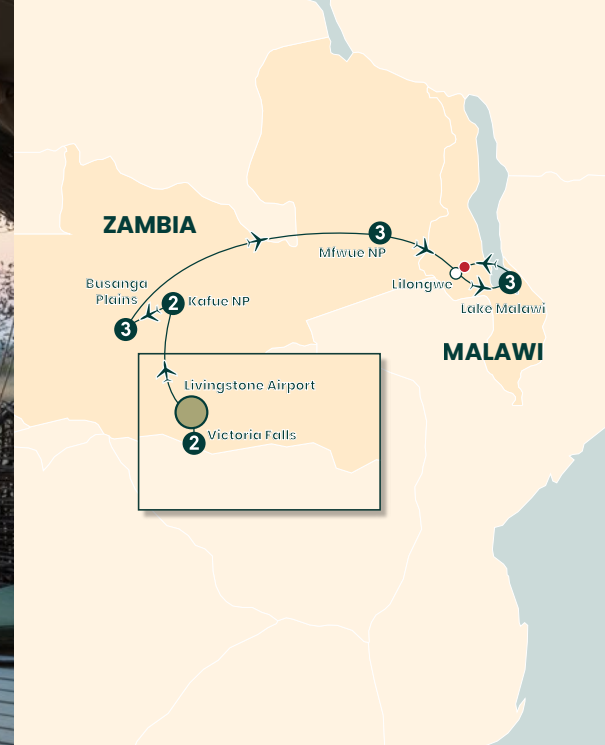 ZAMBIA
3
Mfwue NP
Busanga
Plains
2
Kafue NP
Lilongwe
3
Lake Malawi
3
MALAWI
Livingstone Airport
2
Victoria Falls